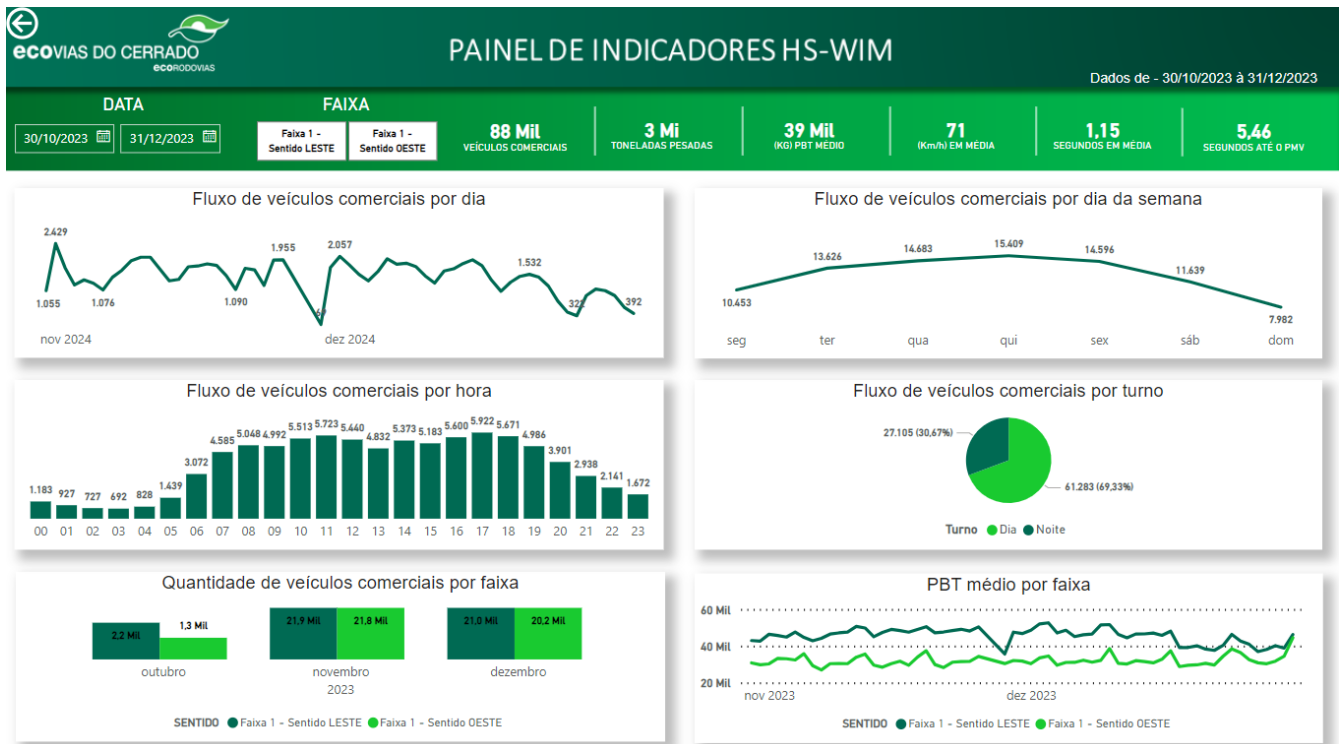 ecoVIAS DO CERRADO
ecoRODOVIAS
PAINEL DE INDICADORES HS-WIM
Dados de - 30/10/2023 à 31/12/2023
DATA
30/10/2023 31/12/2023
FAIXA
Faixa 1 -
Sentido LESTE
Faixa 1 -
Sentido OESTE
88 Mil
VEÍCULOS COMERCIAIS
3 Mi
TONELADAS PESADAS
39 Mil
(KG) PBT MÉDIO
71
(Km/h) EM MÉDIA
1,15
SEGUNDOS EM MÉDIA
5,46
SEGUNDOS ATÉ O PMV
Fluxo de veículos comerciais por dia
2.429
1.955
2.057
1.532
1.055
1.076
1.090
392
nov 2024
dez 2024
Fluxo de veículos comerciais por dia da semana
10.453
13.626
14.683
15.409
14.596
11.639
7.982
seg ter qua qui sex sáb dom
Fluxo de veículos comerciais por hora
1.183 927 727 692 828 1.439 3.072 4.585 5.048 4.992 5.513 5.723 5.440 4.832 5.373 5.183 5.600 5.922 5.671 4.986 3.901 2.938 2.141 1.672
00 01 02 03 04 05 06 07 08 09 10 11 12 13 14 15 16 17 18 19 20 21 22 23
Fluxo de veículos comerciais por turno
27.105 (30,67%)
61.283 (69,33%)
Turno Dia Noite
Quantidade de veículos comerciais por faixa
2,2 Mil 1,3 Mil 21,9 Mil 21,8 Mil 21,0 Mil 20,2 Mil
outubro novembro dezembro
2023
SENTIDO Faixa 1 - Sentido LESTE Faixa 1 - Sentido OESTE
PBT médio por faixa
60 Mil
40 Mil
20 Mil
nov 2023 dez 2023
SENTIDO Faixa 1 - Sentido LESTE Faixa 1 - Sentido OESTE